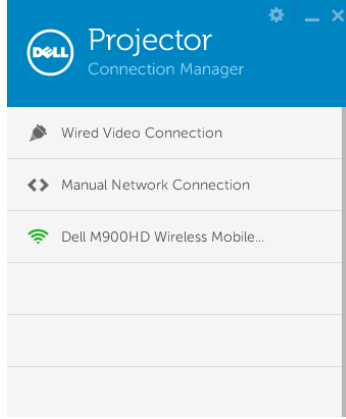 DELL
Projector
Connection Manager
Wired Video Connection
Manual Network Connection
Dell M900HD Wireless Mobile...